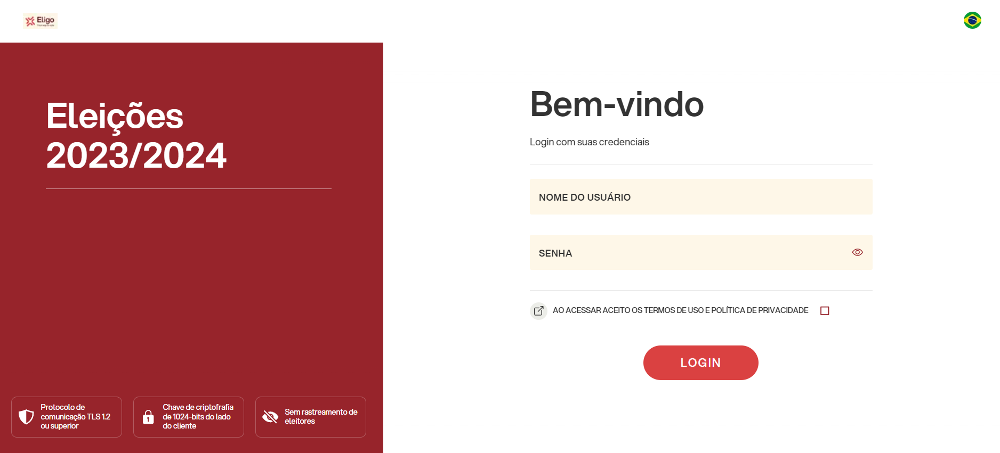 Eligo
Eleições
2023/2024
Bem-vindo
Login com suas credenciais
NOME DO USUÁRIO
SENHA
AO ACESSAR ACEITO OS TERMOS DE USO E POLÍTICA DE PRIVACIDADE
LOGIN
Protocolo de
comunicação TLS 1.2
ou superior
Chave de criptofrafia
de 1024-bits do lado
do cliente
Sem rastreamento de
eleitores